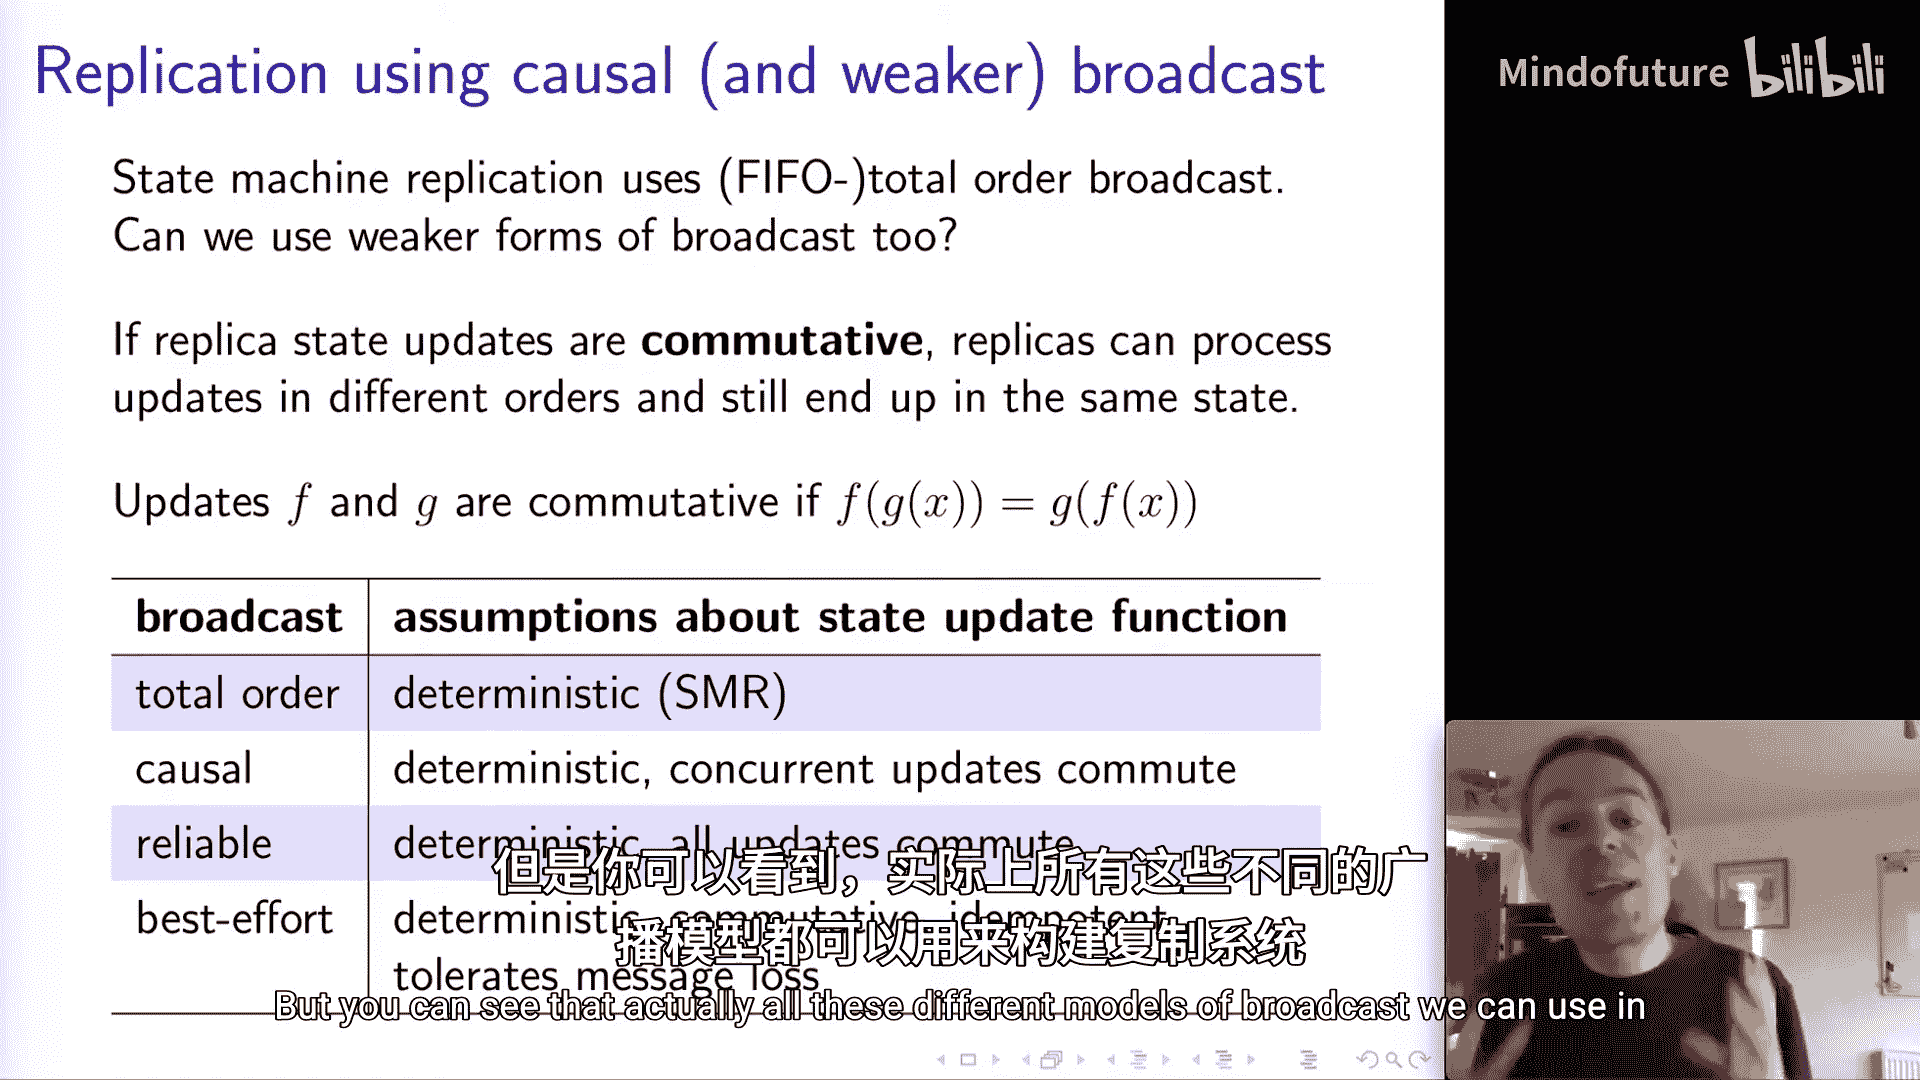 Replication using causal (and weaker) broadcast
Mindofuture bilibili
State machine replication uses (FIFO-)total order broadcast.
Can we use weaker forms of broadcast too?
If replica state updates are commutative, replicas can process
updates in different orders and still end up in the same state.
Updates f and g are commutative if f(g(x)) = g(f(x))
broadcast assumptions about state update function
total order deterministic (SMR)
causal deterministic, concurrent updates commute
reliable deterministic, all updates commute
best-effort deterministic, commutative, idempotent,
tolerates message loss
但是你可以看到，实际上所有这些不同的广
播模型都可以用来构建复制系统
But you can see that actually all these different models of broadcast we can use in